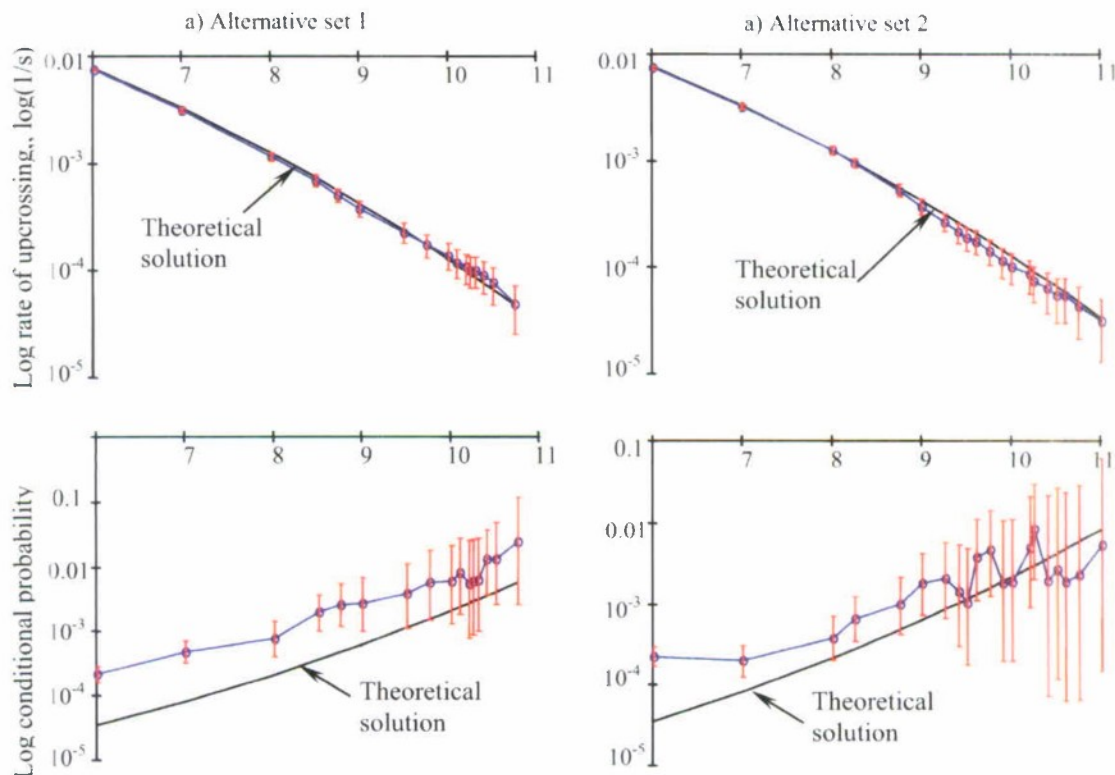 a) Alternative set 1
a) Alternative set 2
Log rate of upcrossing,, log(1/s)
0.01
10-3
10-4
10-5
7 8 9 10 11
Theoretical
solution
0.01
10-3
10-4
10-5
7 8 9 10 11
Theoretical
solution
Log conditional probability
0.1
0.01
10-3
10-4
10-5
7 8 9 10 11
Theoretical
solution
0.1
0.01
10-3
10-4
10-5
7 8 9 10 11
Theoretical
solution